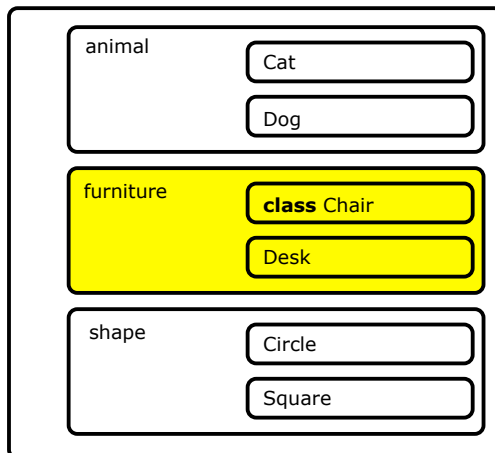 animal
Cat
Dog
furniture
class Chair
Desk
shape
Circle
Square